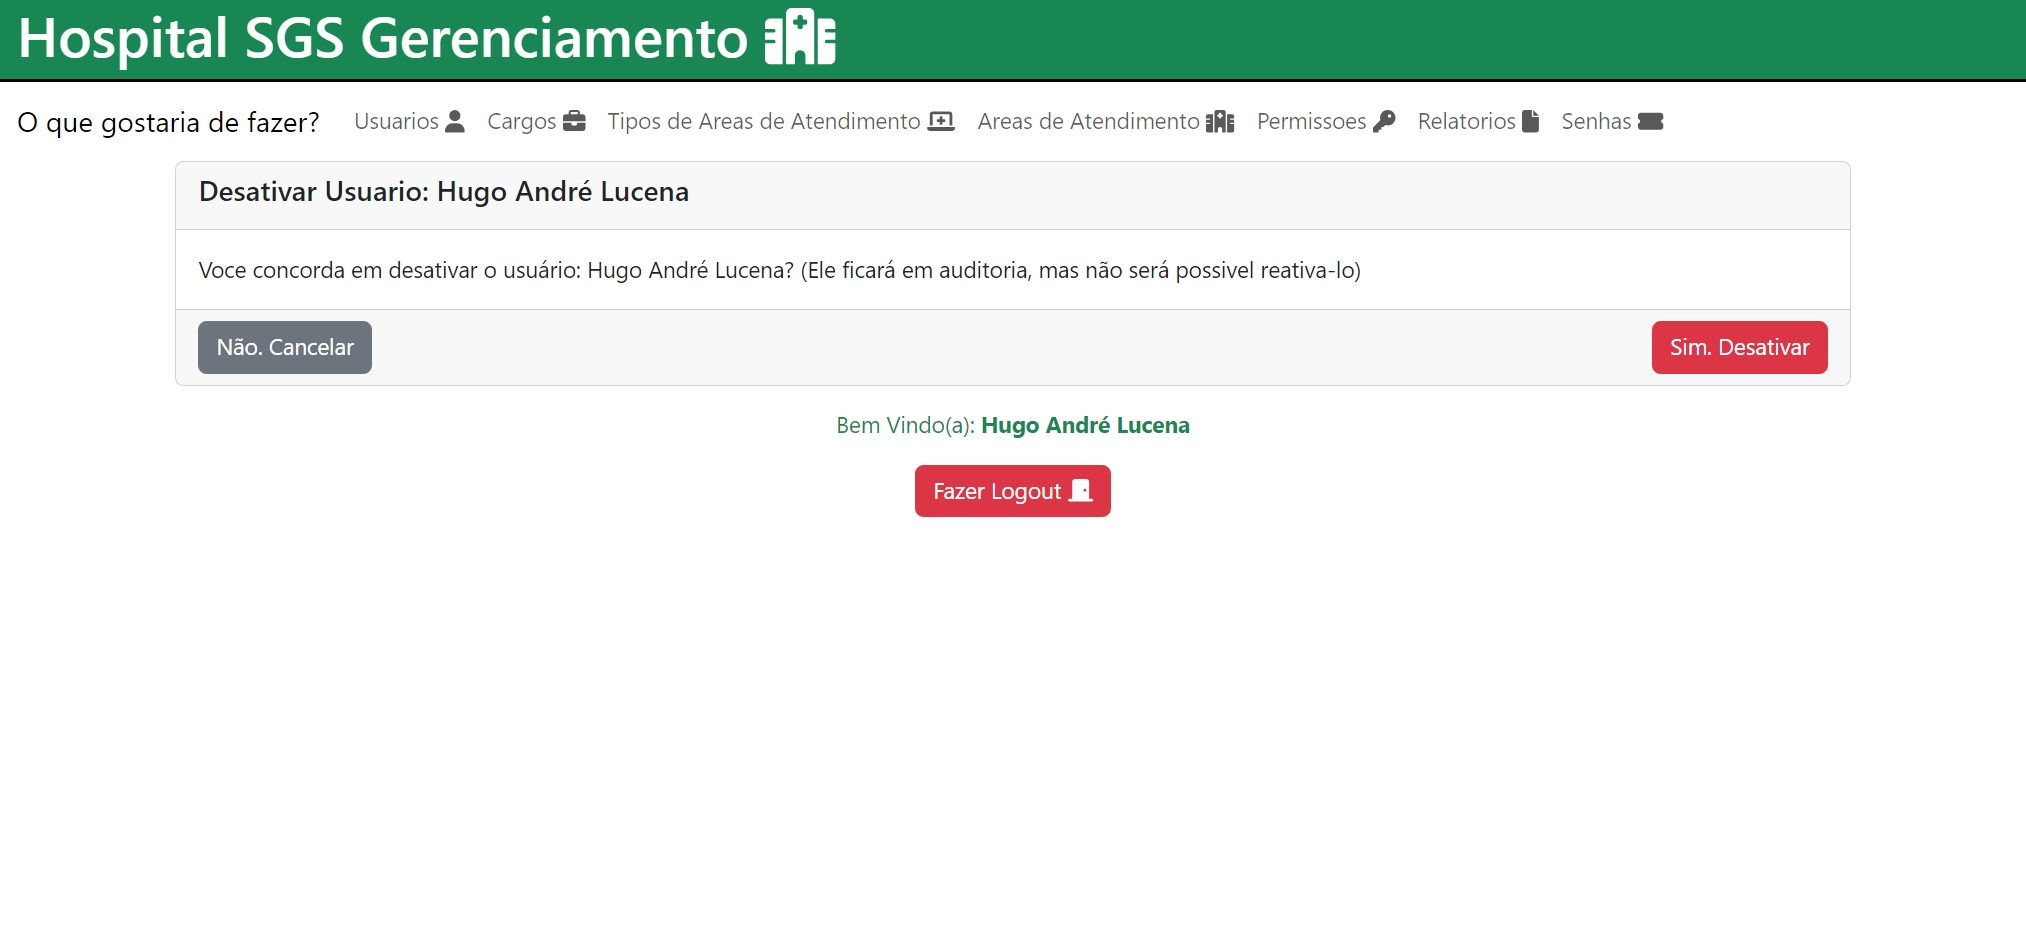 Hospital SGS Gerenciamento
O que gostaria de fazer? Usuarios Cargos Tipos de Areas de Atendimento Areas de Atendimento Permissoes Relatorios Senhas
Desativar Usuario: Hugo André Lucena
Voce concorda em desativar o usuário: Hugo André Lucena? (Ele ficará em auditoria, mas não será possivel reativa-lo)
Não. Cancelar Sim. Desativar
Bem Vindo(a): Hugo André Lucena
Fazer Logout